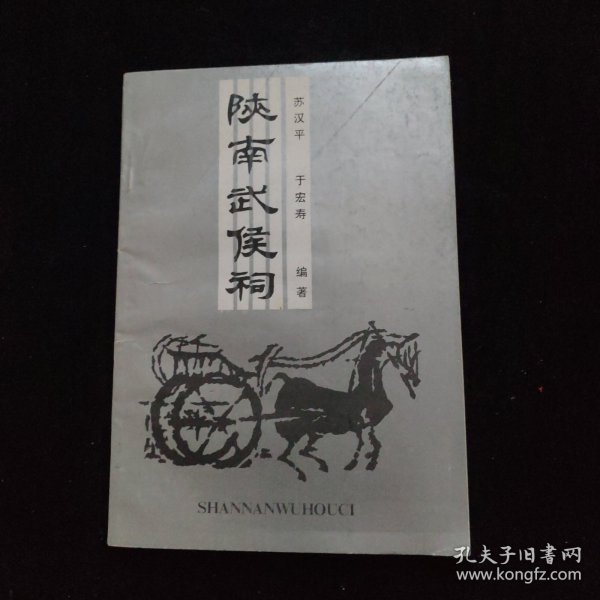 陕南武侯祠
苏汉平 于宏寿 编著
SHANNANWUHOUCI
孔夫子旧书网
www.kongfz.com